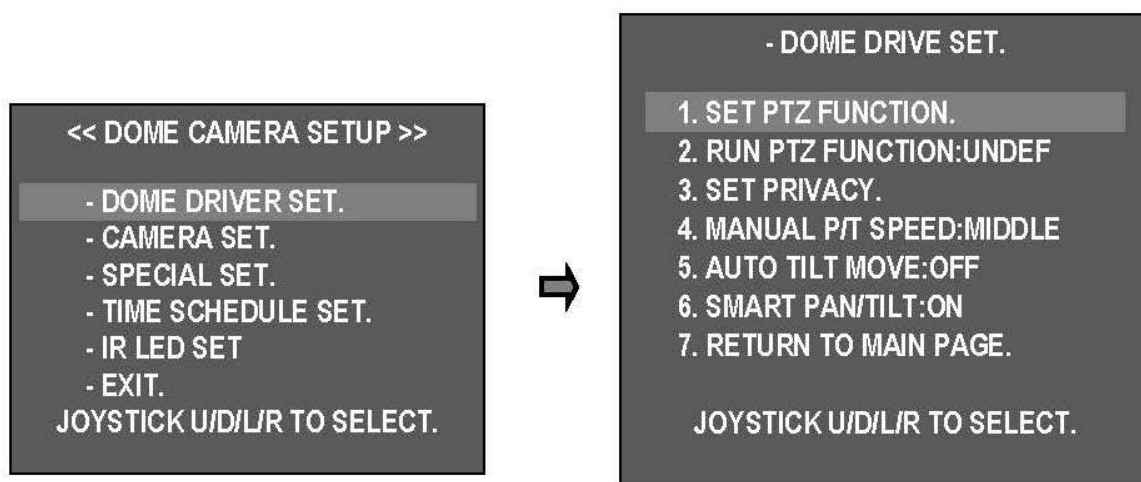 << DOME CAMERA SETUP >>
- DOME DRIVER SET.
- CAMERA SET.
- SPECIAL SET.
- TIME SCHEDULE SET.
- IR LED SET
- EXIT.
JOYSTICK U/D/L/R TO SELECT.
- DOME DRIVE SET.
1. SET PTZ FUNCTION.
2. RUN PTZ FUNCTION:UNDEF
3. SET PRIVACY.
4. MANUAL P/T SPEED:MIDDLE
5. AUTO TILT MOVE:OFF
6. SMART PAN/TILT:ON
7. RETURN TO MAIN PAGE.
JOYSTICK U/D/L/R TO SELECT.